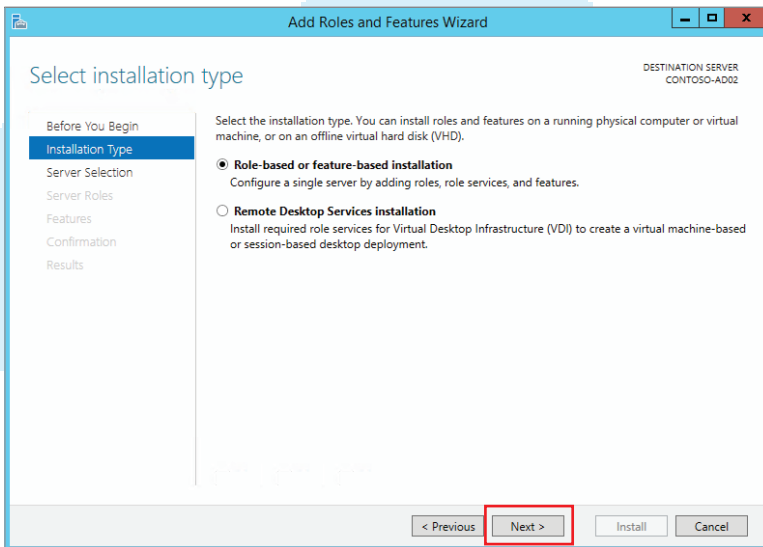 Add Roles and Features Wizard
Select installation type
DESTINATION SERVER
CONTOSO-AD02
Before You Begin
Installation Type
Server Selection
Server Roles
Features
Confirmation
Results
Select the installation type. You can install roles and features on a running physical computer or virtual
machine, or on an offline virtual hard disk (VHD).
Role-based or feature-based installation
Configure a single server by adding roles, role services, and features.
Remote Desktop Services installation
Install required role services for Virtual Desktop Infrastructure (VDI) to create a virtual machine-based
or session-based desktop deployment.
< Previous
Next >
Install
Cancel